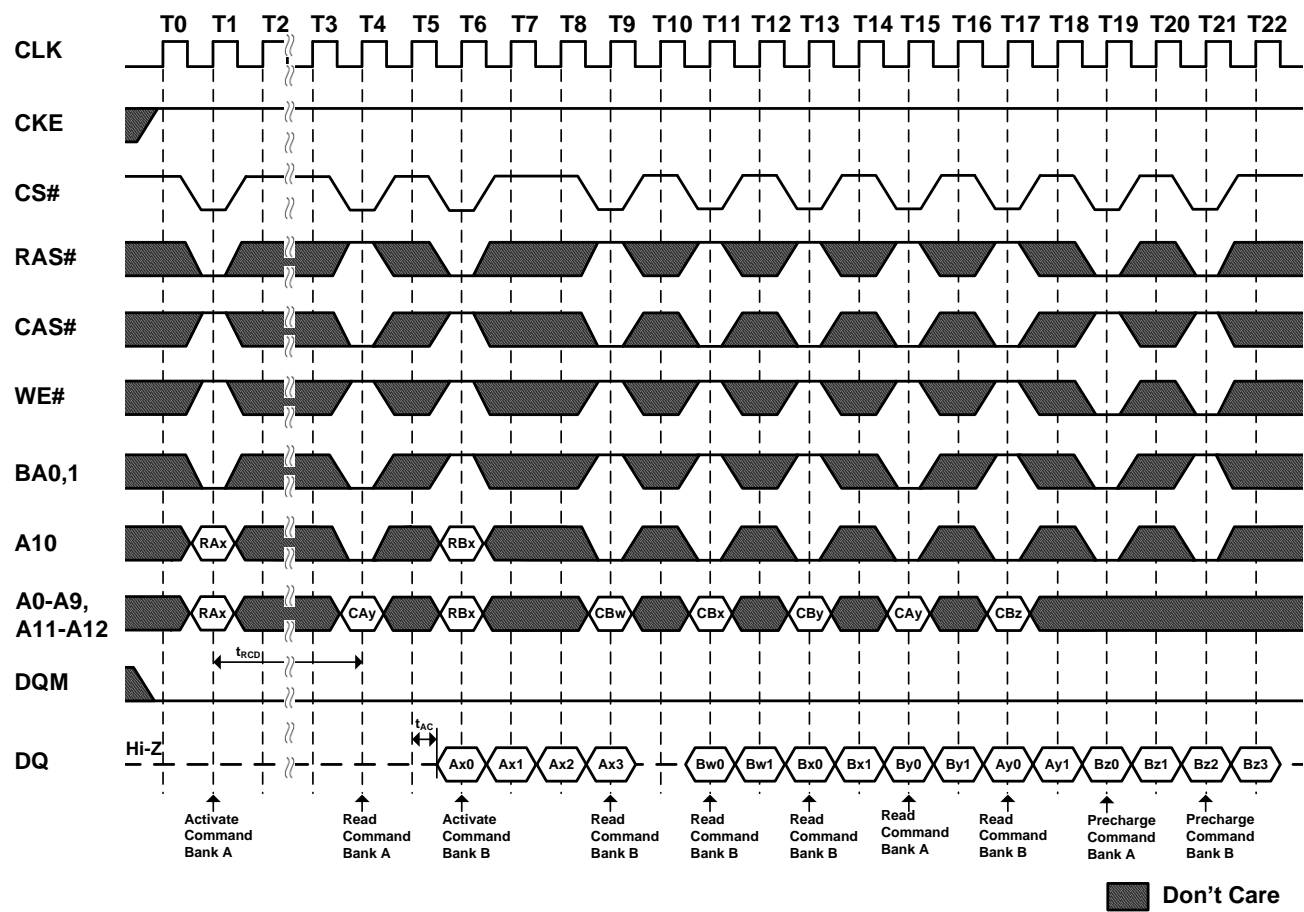 T0 T1 T2 T3 T4 T5 T6 T7 T8 T9 T10 T11 T12 T13 T14 T15 T16 T17 T18 T19 T20 T21 T22
CLK
CKE
CS#
RAS#
CAS#
WE#
BA0,1
A10
RAx RBx
A0-A9,
A11-A12
RAx CAy RBx CBw CBx CBy CAy CBz
tRCD
DQM
tAC
DQ
Hi-Z
Ax0 Ax1 Ax2 Ax3 Bw0 Bw1 Bx0 Bx1 By0 By1 Ay0 Ay1 Bz0 Bz1 Bz2 Bz3
Activate
Command
Bank A
Read
Command
Bank A
Activate
Command
Bank B
Read
Command
Bank B
Read
Command
Bank B
Read
Command
Bank B
Read
Command
Bank A
Read
Command
Bank B
Precharge
Command
Bank A
Precharge
Command
Bank B
Don't Care